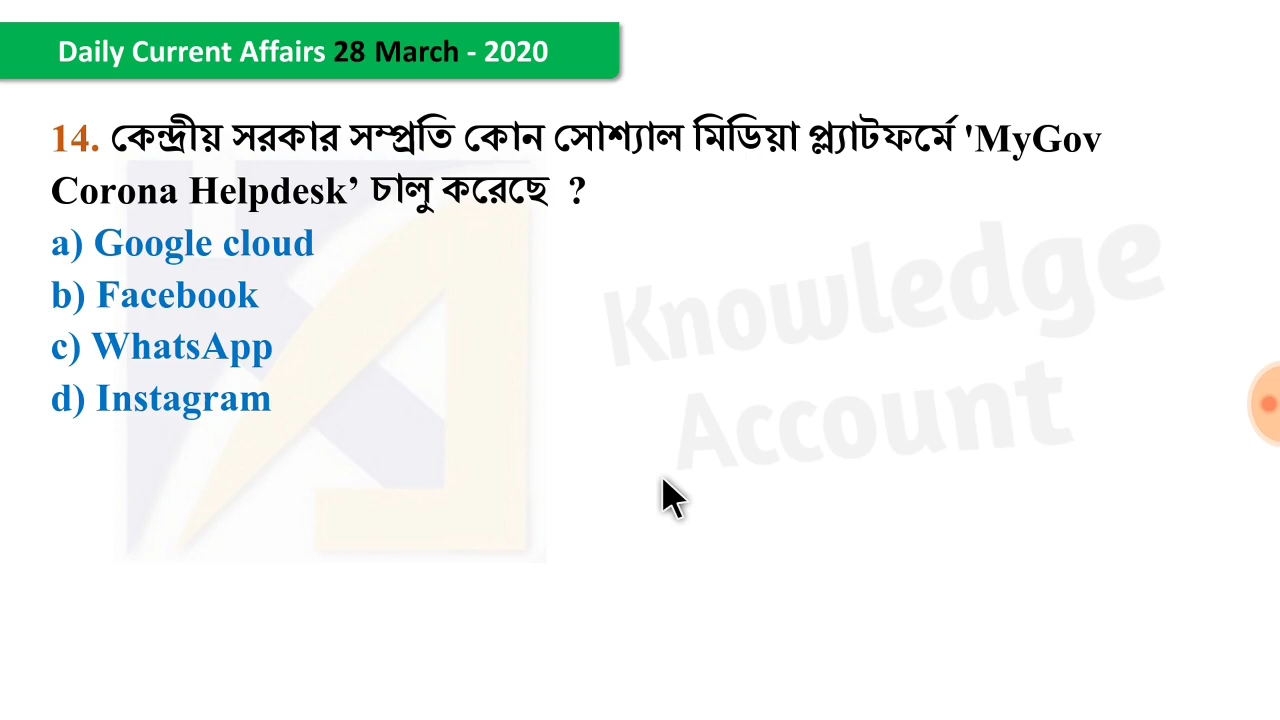 Daily Current Affairs 28 March - 2020
14. কেন্দ্রীয় সরকার সম্প্রতি কোন সোশ্যাল মিডিয়া প্ল্যাটফর্মে 'MyGov
Corona Helpdesk’ চালু করেছে ?
a) Google cloud
b) Facebook
c) WhatsApp
d) Instagram
Knowledge
Account